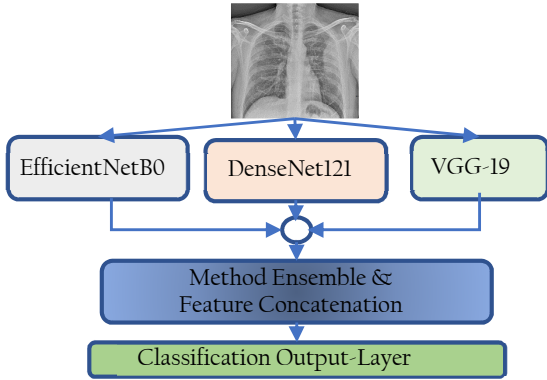 EfficientNetB0
DenseNet121
VGG-19
Method Ensemble &
Feature Concatenation
Classification Output-Layer